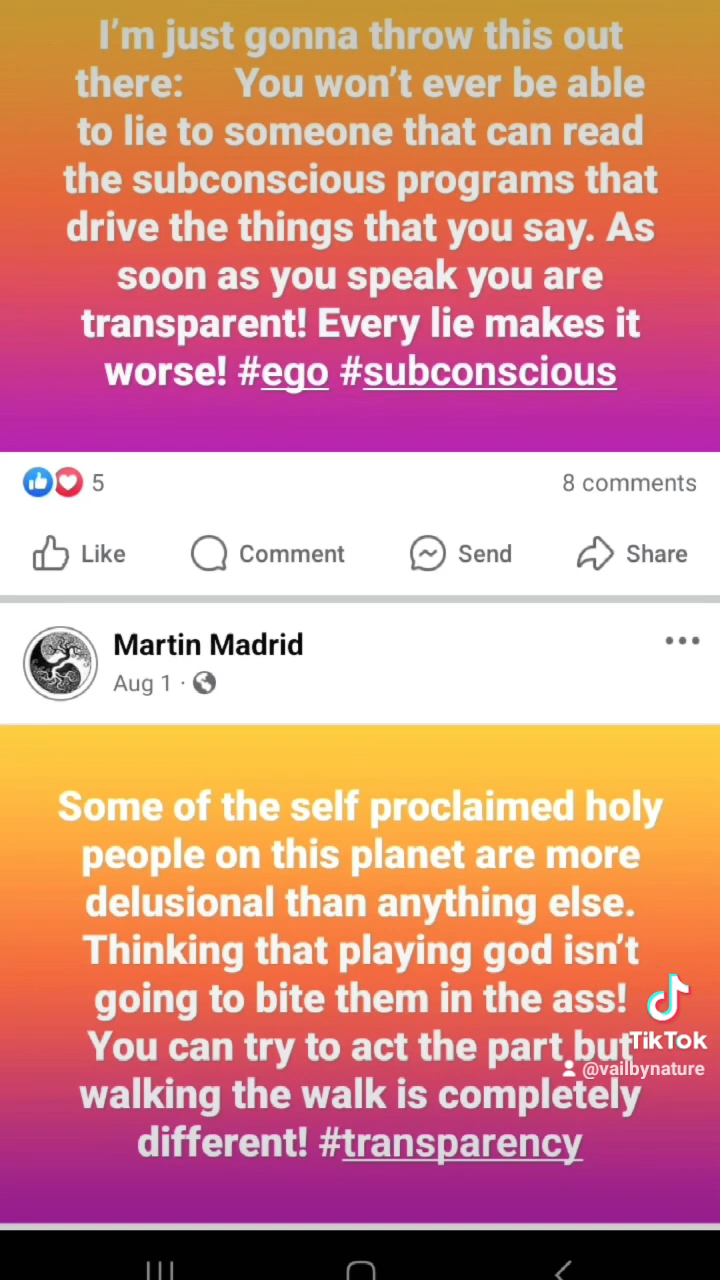 I'm just gonna throw this out
there: You won't ever be able
to lie to someone that can read
the subconscious programs that
drive the things that you say. As
soon as you speak you are
transparent! Every lie makes it
worse! #ego #subconscious
5 8 comments
Like Comment Send Share
Martin Madrid
Aug 1 ·
Some of the self proclaimed holy
people on this planet are more
delusional than anything else.
Thinking that playing god isn't
going to bite them in the ass!
You can try to act the part but
walking the walk is completely
different! #transparency
TikTok
@vailbynature